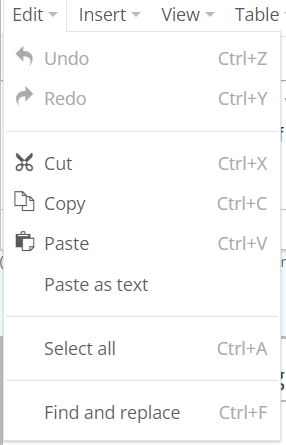 Edit Insert View Table
Undo Ctrl+Z
Redo Ctrl+Y
Cut Ctrl+X
Copy Ctrl+C
Paste Ctrl+V
Paste as text
Select all Ctrl+A
Find and replace Ctrl+F